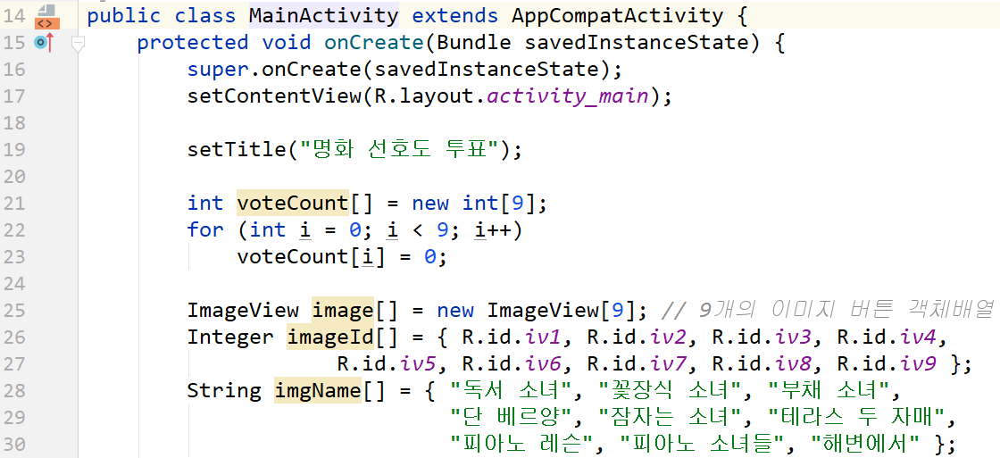 14 public class MainActivity extends AppCompatActivity {
15 protected void onCreate(Bundle savedInstanceState) {
16 super.onCreate(savedInstanceState);
17 setContentView(R.layout.activity_main);
18
19 setTitle("명화 선호도 투표");
20
21 int voteCount[] = new int[9];
22 for (int i = 0; i < 9; i++)
23 voteCount[i] = 0;
24
25 ImageView image[] = new ImageView[9]; // 9개의 이미지 버튼 객체배열
26 Integer imageId[] = { R.id.iv1, R.id.iv2, R.id.iv3, R.id.iv4,
27 R.id.iv5, R.id.iv6, R.id.iv7, R.id.iv8, R.id.iv9 };
28 String imgName[] = { "독서 소녀", "꽃장식 소녀", "부채 소녀",
29 "단 베르양", "잠자는 소녀", "테라스 두 자매",
30 "피아노 레슨", "피아노 소녀들", "해변에서" };